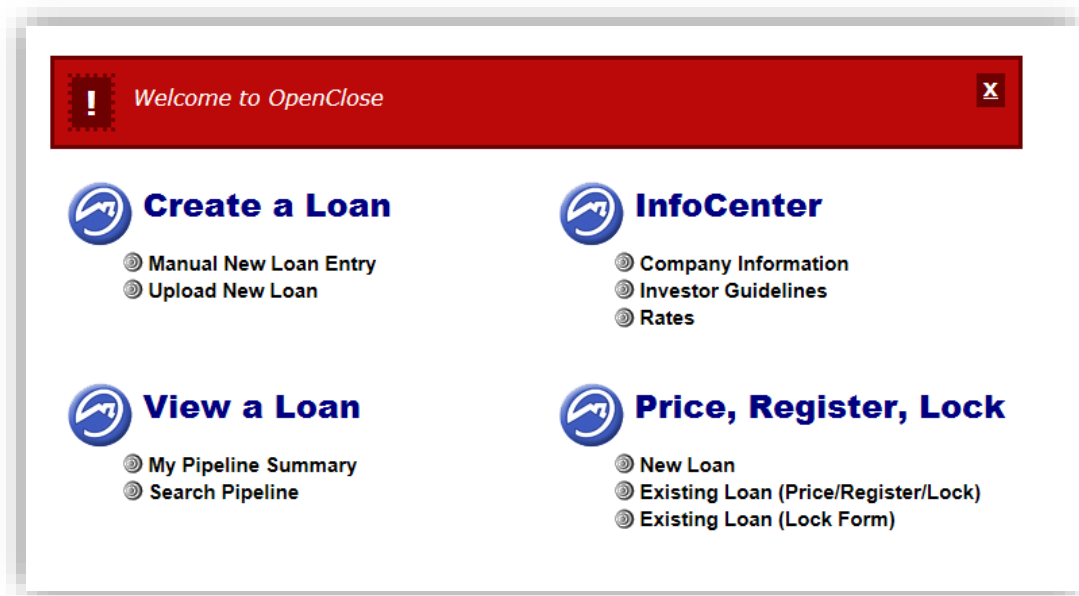 ! Welcome to OpenClose X
Create a Loan
Manual New Loan Entry
Upload New Loan
InfoCenter
Company Information
Investor Guidelines
Rates
View a Loan
My Pipeline Summary
Search Pipeline
Price, Register, Lock
New Loan
Existing Loan (Price/Register/Lock)
Existing Loan (Lock Form)